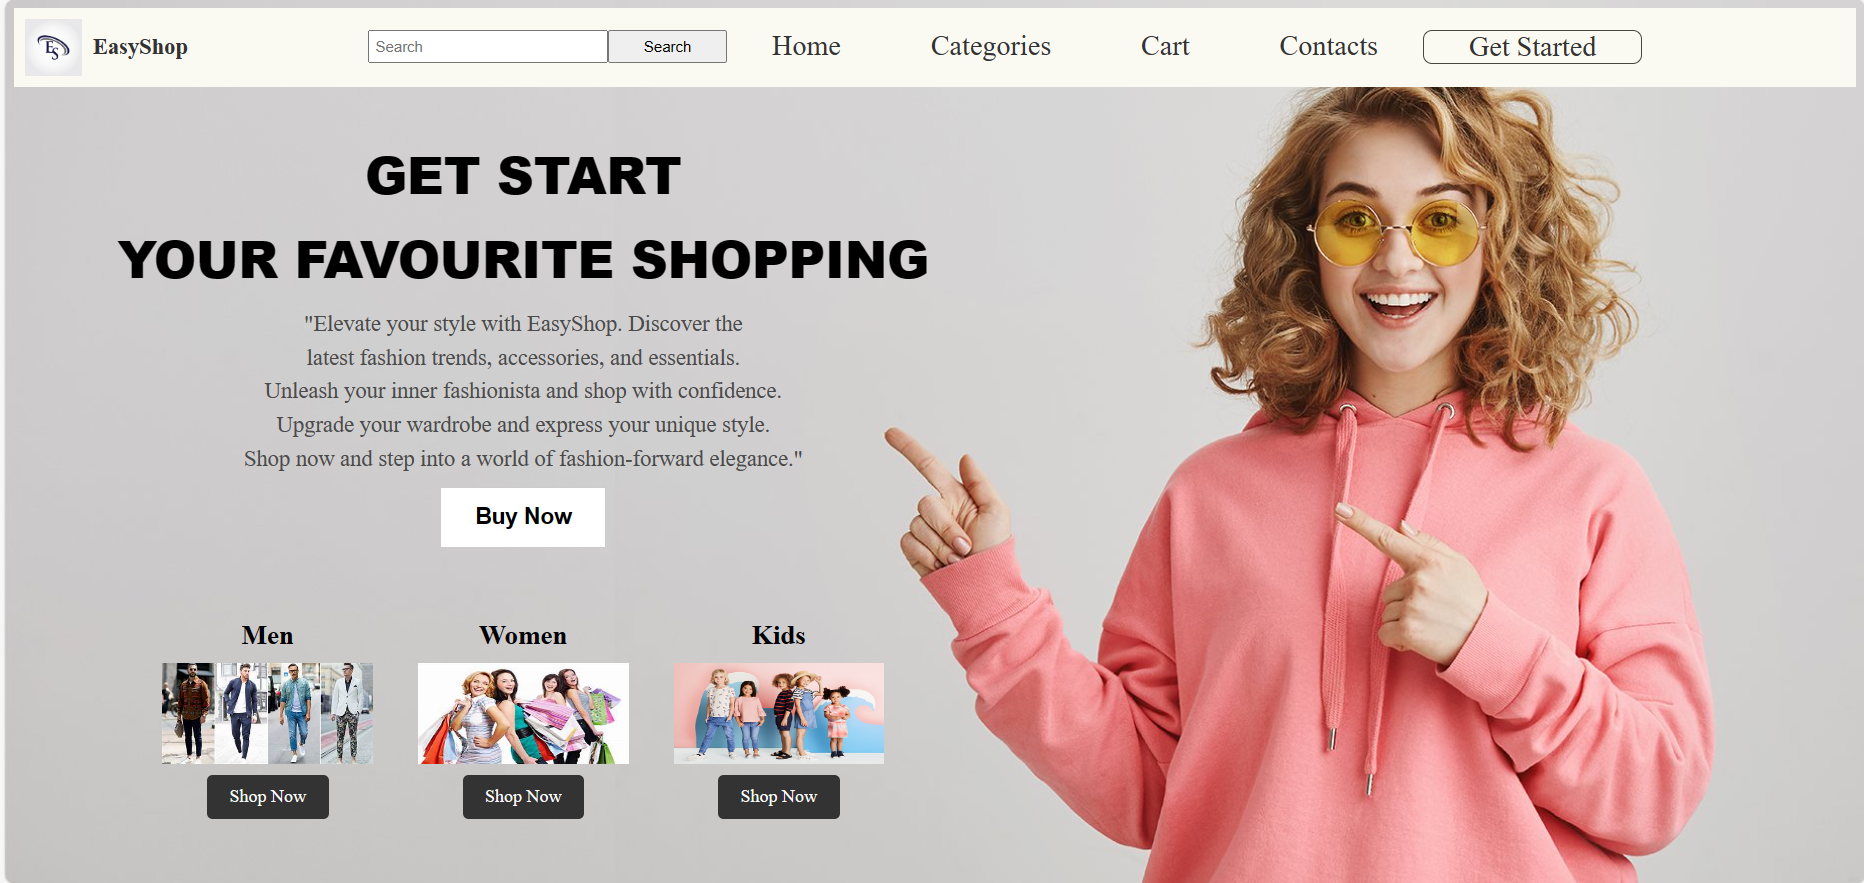 ES
EasyShop
Search
Search
Home
Categories
Cart
Contacts
Get Started
GET START
YOUR FAVOURITE SHOPPING
"Elevate your style with EasyShop. Discover the
latest fashion trends, accessories, and essentials.
Unleash your inner fashionista and shop with confidence.
Upgrade your wardrobe and express your unique style.
Shop now and step into a world of fashion-forward elegance."
Buy Now
Men
Women
Kids
Shop Now
Shop Now
Shop Now